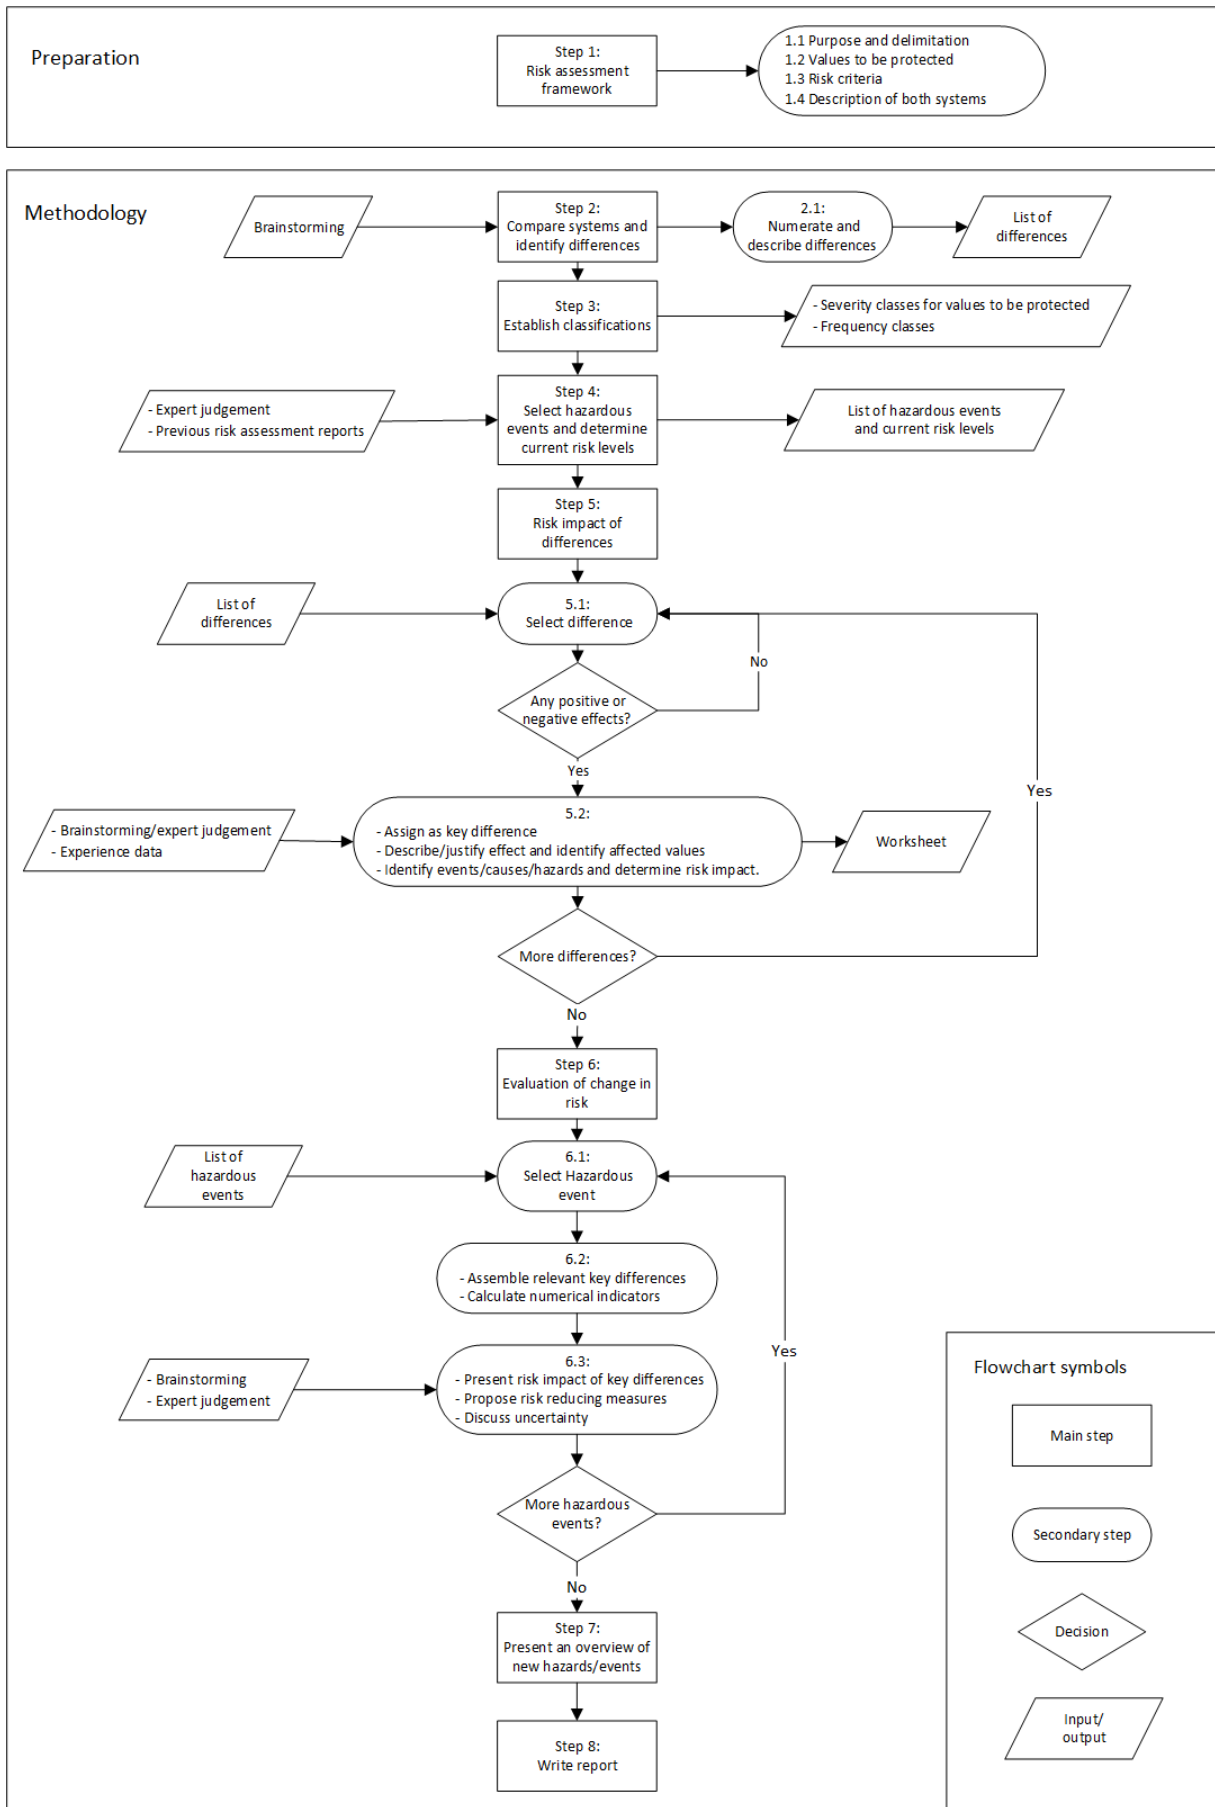 Preparation
Step 1:
Risk assessment
framework
1.1 Purpose and delimitation
1.2 Values to be protected
1.3 Risk criteria
1.4 Description of both systems
Methodology
Brainstorming
Step 2:
Compare systems and
identify differences
2.1:
Numerate and
describe differences
List of
differences
Step 3:
Establish classifications
- Severity classes for values to be protected
- Frequency classes
- Expert judgement
- Previous risk assessment reports
Step 4:
Select hazardous
events and determine
current risk levels
List of hazardous events
and current risk levels
Step 5:
Risk impact of
differences
List of
differences
5.1:
Select difference
No
Any positive or
negative effects?
Yes
Yes
- Brainstorming/expert judgement
- Experience data
5.2:
- Assign as key difference
- Describe/justify effect and identify affected values
- Identify events/causes/hazards and determine risk impact.
Worksheet
More differences?
No
Step 6:
Evaluation of change in
risk
List of
hazardous
events
6.1:
Select Hazardous
event
6.2:
- Assemble relevant key differences
- Calculate numerical indicators
Yes
- Brainstorming
- Expert judgement
6.3:
- Present risk impact of key differences
- Propose risk reducing measures
- Discuss uncertainty
More hazardous
events?
No
Step 7:
Present an overview of
new hazards/events
Step 8:
Write report
Flowchart symbols
Main step
Secondary step
Decision
Input/
output